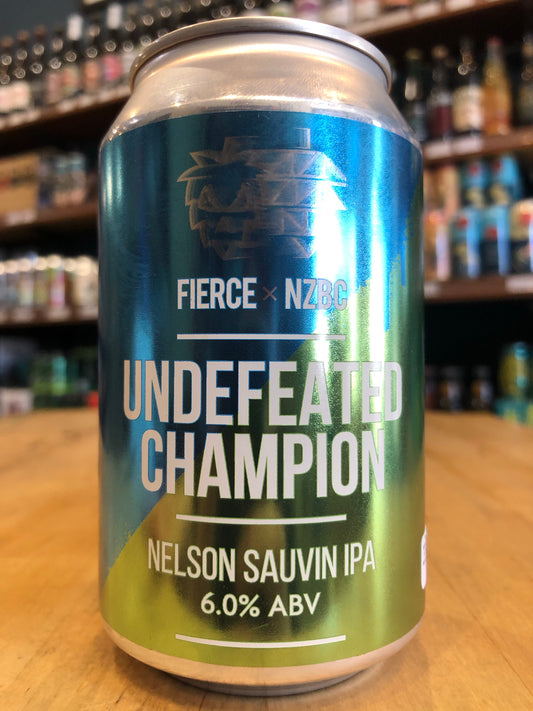 FIERCE × NZBC
UNDEFEATED
CHAMPION
NELSON SAUVIN IPA
6.0% ABV